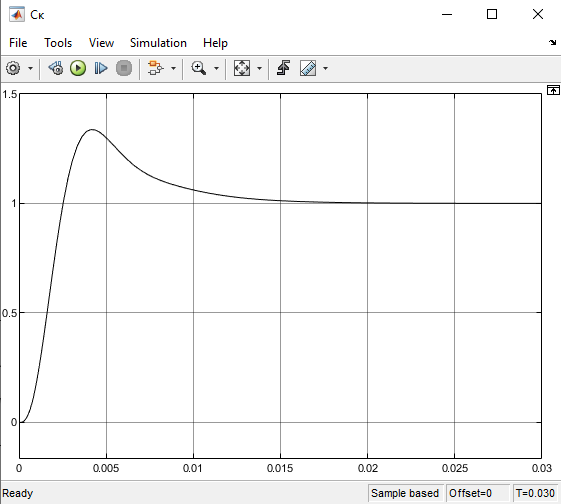 Ск
File Tools View Simulation Help
1.5
1
0.5
0
0 0.005 0.01 0.015 0.02 0.025 0.03
Ready Sample based Offset=0 T=0.030